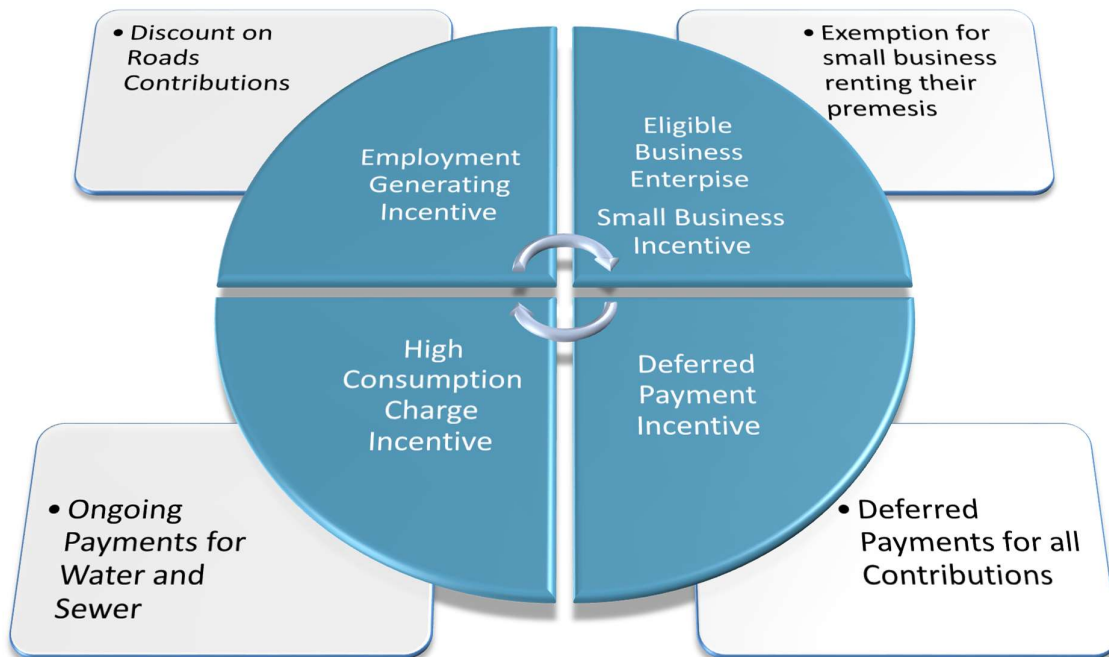 • Discount on
Roads
Contributions
• Exemption for
small business
renting their
premesis
Employment
Generating
Incentive
Eligible
Business
Enterpise
Small Business
Incentive
High
Consumption
Charge
Incentive
Deferred
Payment
Incentive
• Ongoing
Payments for
Water and
Sewer
• Deferred
Payments for all
Contributions